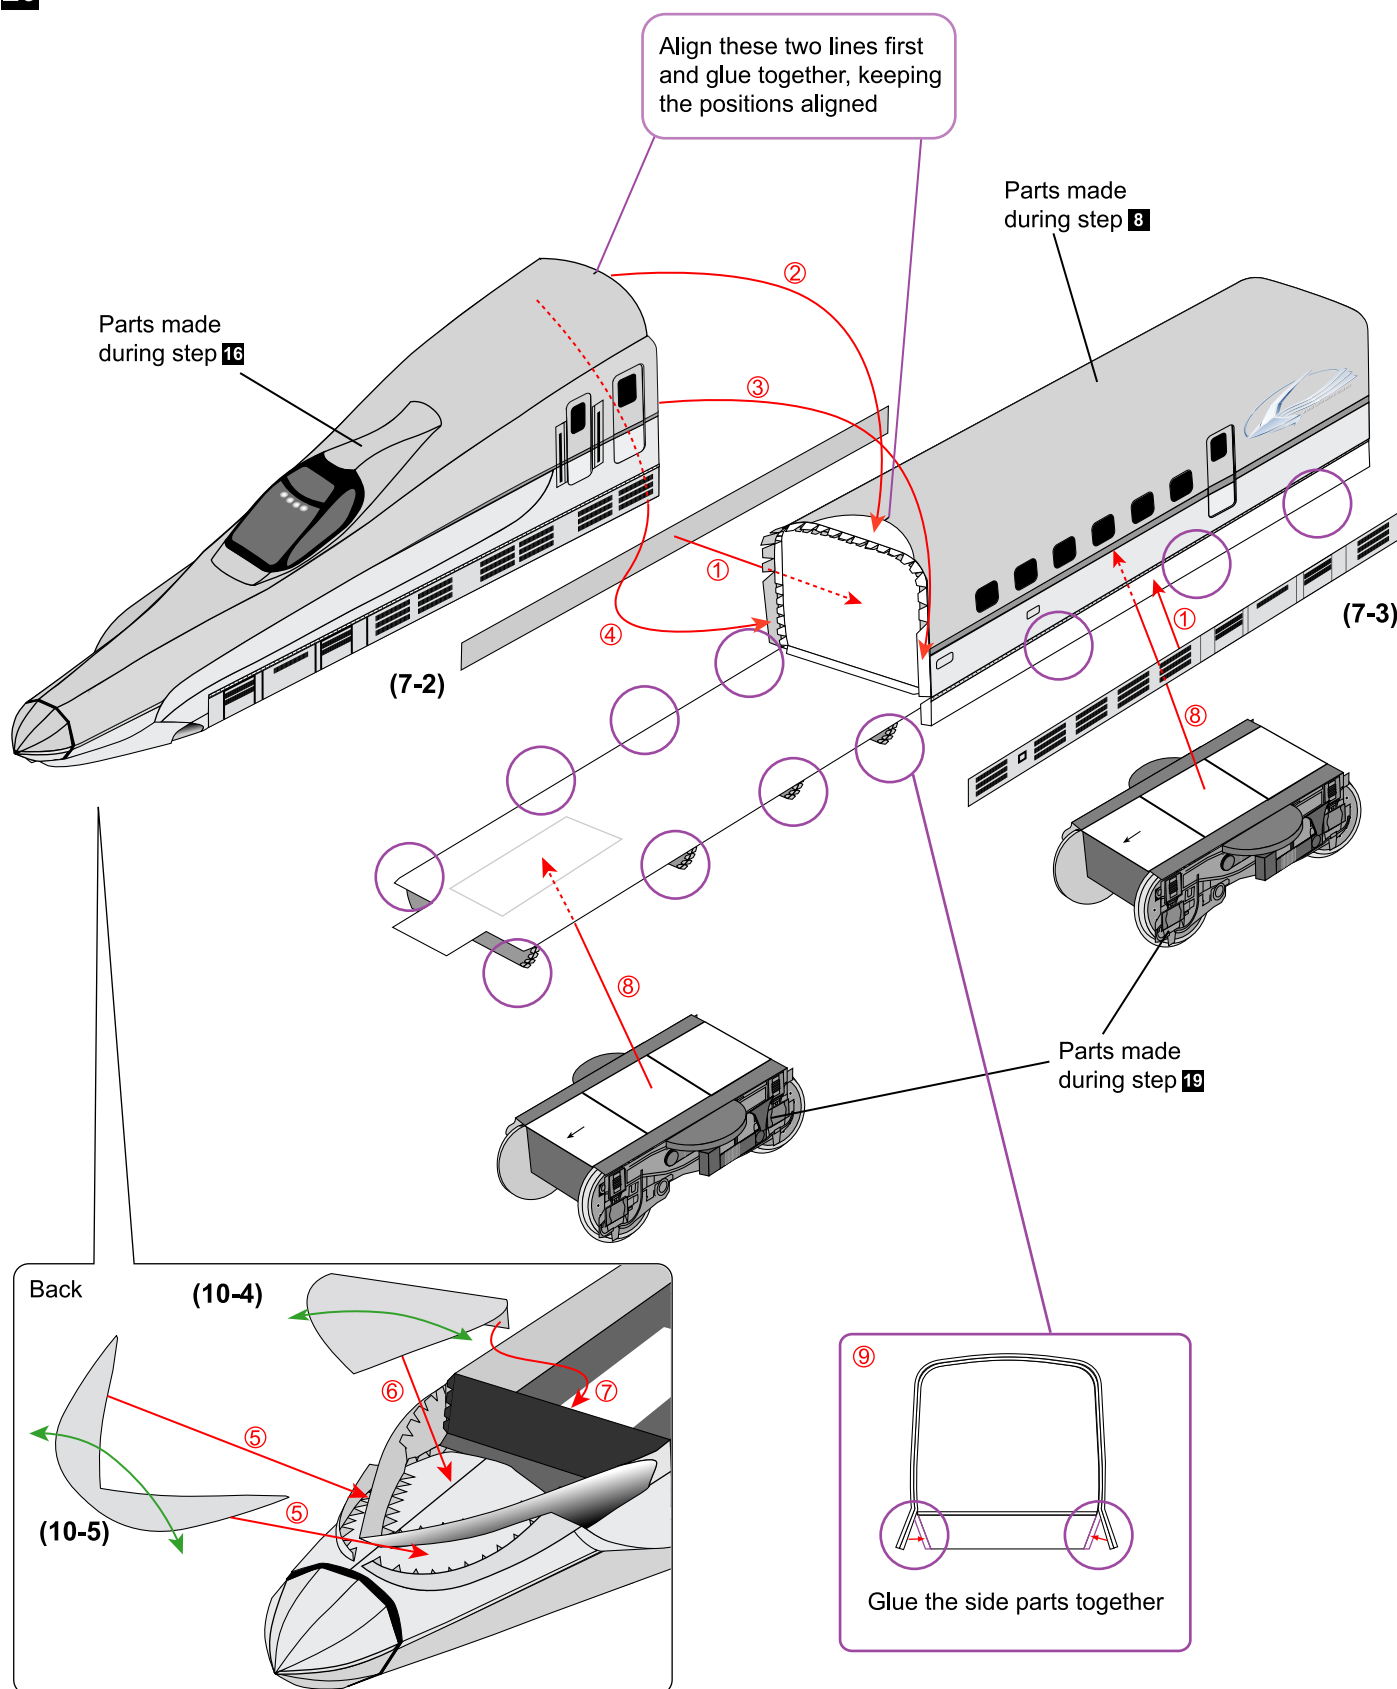 Align these two lines first
and glue together, keeping
the positions aligned
Parts made
during step 8
②
Parts made
during step 16
③
①
④
(7-2)
①
(7-3)
⑧
⑧
Parts made
during step 19
Back
(10-4)
⑥
⑦
⑤
⑤
(10-5)
⑨
Glue the side parts together